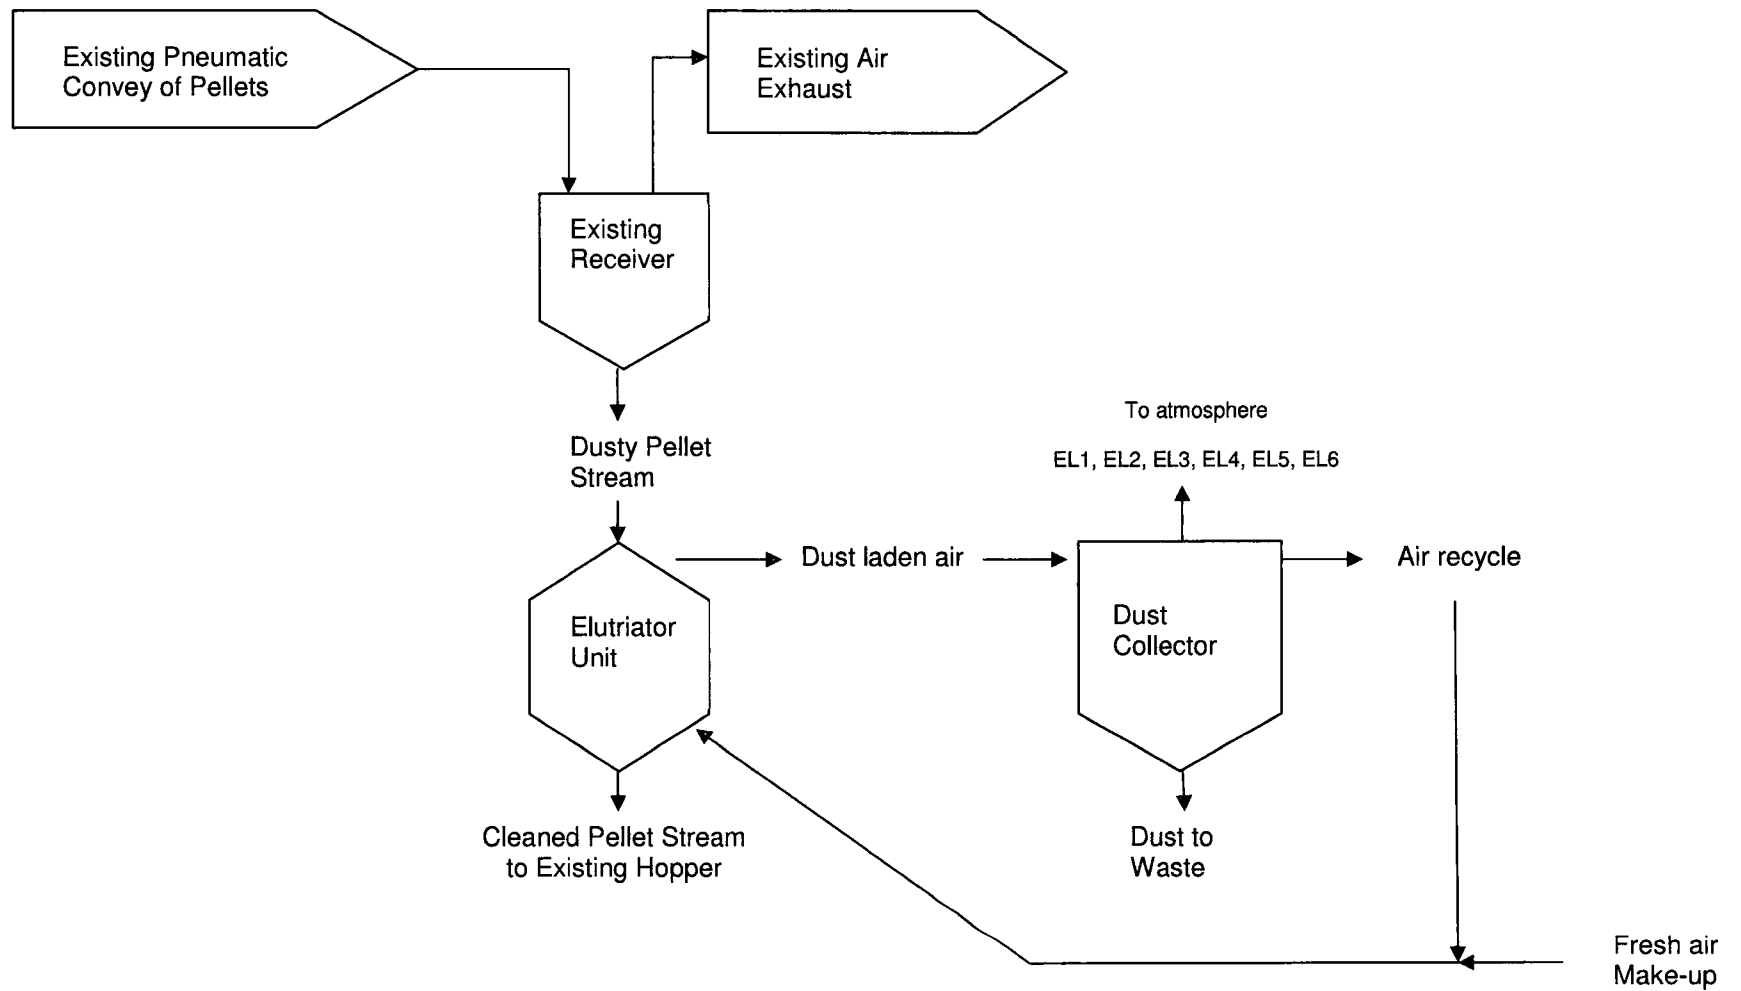 Existing Pneumatic
Convey of Pellets
Existing Air
Exhaust
Existing
Receiver
To atmosphere
Dusty Pellet
Stream
EL1, EL2, EL3, EL4, EL5, EL6
Dust laden air
Air recycle
Elutriator
Unit
Dust
Collector
Cleaned Pellet Stream
to Existing Hopper
Dust to
Waste
Fresh air
Make-up